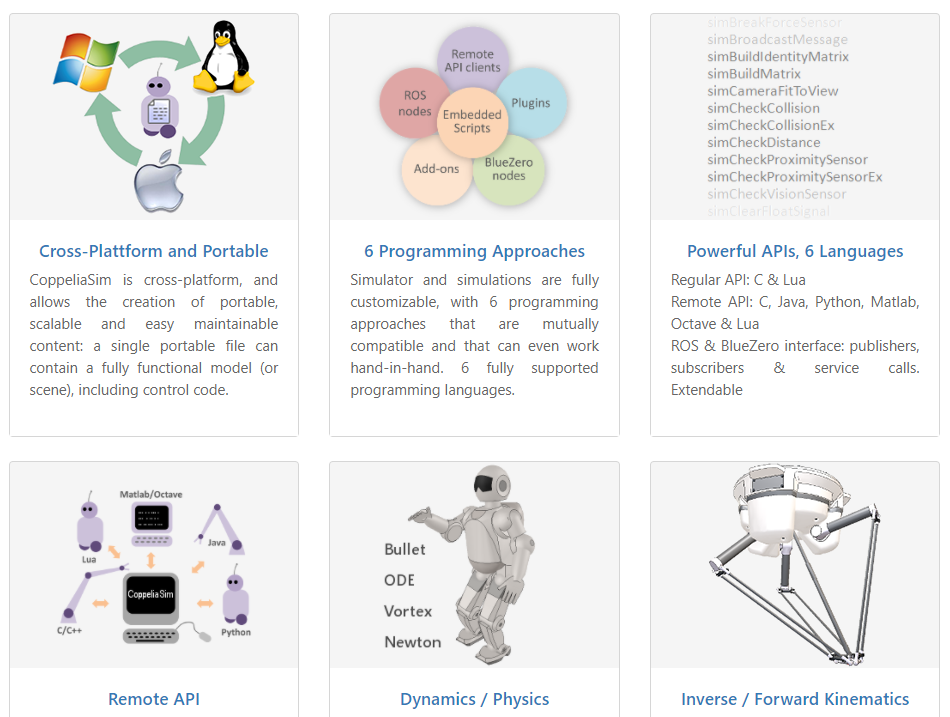 Remote
API clients
ROS
nodes
Plugins
Embedded
Scripts
Add-ons
BlueZero
nodes
simBreakForceSensor
simBroadcastMessage
simBuildIdentityMatrix
simBuildMatrix
simCameraFitToView
simCheckCollision
simCheckCollisionEx
simCheckDistance
simCheckProximitySensor
simCheckProximitySensorEx
simCheckVisionSensor
simClearFloatSignal
Cross-Plattform and Portable
CoppeliaSim is cross-platform, and
allows the creation of portable,
scalable and easy maintainable
content: a single portable file can
contain a fully functional model (or
scene), including control code.
6 Programming Approaches
Simulator and simulations are fully
customizable, with 6 programming
approaches that are mutually
compatible and that can even work
hand-in-hand. 6 fully supported
programming languages.
Powerful APIs, 6 Languages
Regular API: C & Lua
Remote API: C, Java, Python, Matlab,
Octave & Lua
ROS & BlueZero interface: publishers,
subscribers & service calls.
Extendable
Matlab/Octave
Lua
Java
CoppeliaSim
C/C++
Python
Remote API
Bullet
ODE
Vortex
Newton
Dynamics / Physics
Inverse / Forward Kinematics